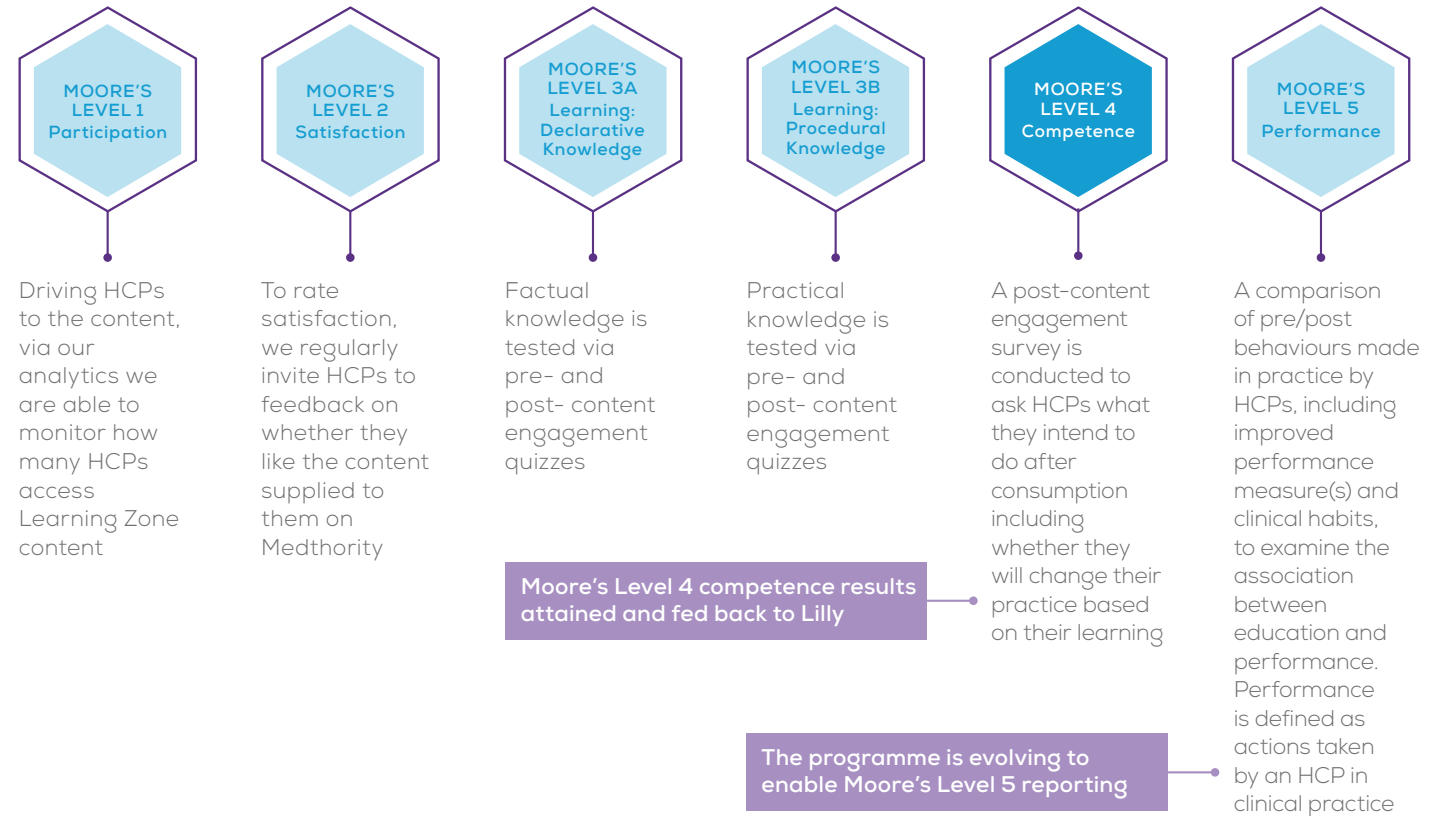 MOORE'S
LEVEL 1
Participation
Driving HCPs
to the content,
via our
analytics we
are able to
monitor how
many HCPs
access
Learning Zone
content
MOORE'S
LEVEL 2
Satisfaction
To rate
satisfaction,
we regularly
invite HCPs to
feedback on
whether they
like the content
supplied to
them on
Medthority
MOORE'S
LEVEL 3A
Learning:
Declarative
Knowledge
Factual
knowledge is
tested via
pre- and
post- content
engagement
quizzes
MOORE'S
LEVEL 3B
Learning:
Procedural
Knowledge
Practical
knowledge is
tested via
pre- and
post- content
engagement
quizzes
MOORE'S
LEVEL 4
Competence
A post-content
engagement
survey is
conducted to
ask HCPs what
they intend to
do after
consumption
including
whether they
will change their
practice based
on their learning
Moore's Level 4 competence results
attained and fed back to Lilly
MOORE'S
LEVEL 5
Performance
A comparison
of pre/post
behaviours made
in practice by
HCPs, including
improved
performance
measure(s) and
clinical habits,
to examine the
association
between
education and
performance.
Performance
is defined as
actions taken
by an HCP in
clinical practice
The programme is evolving to
enable Moore's Level 5 reporting